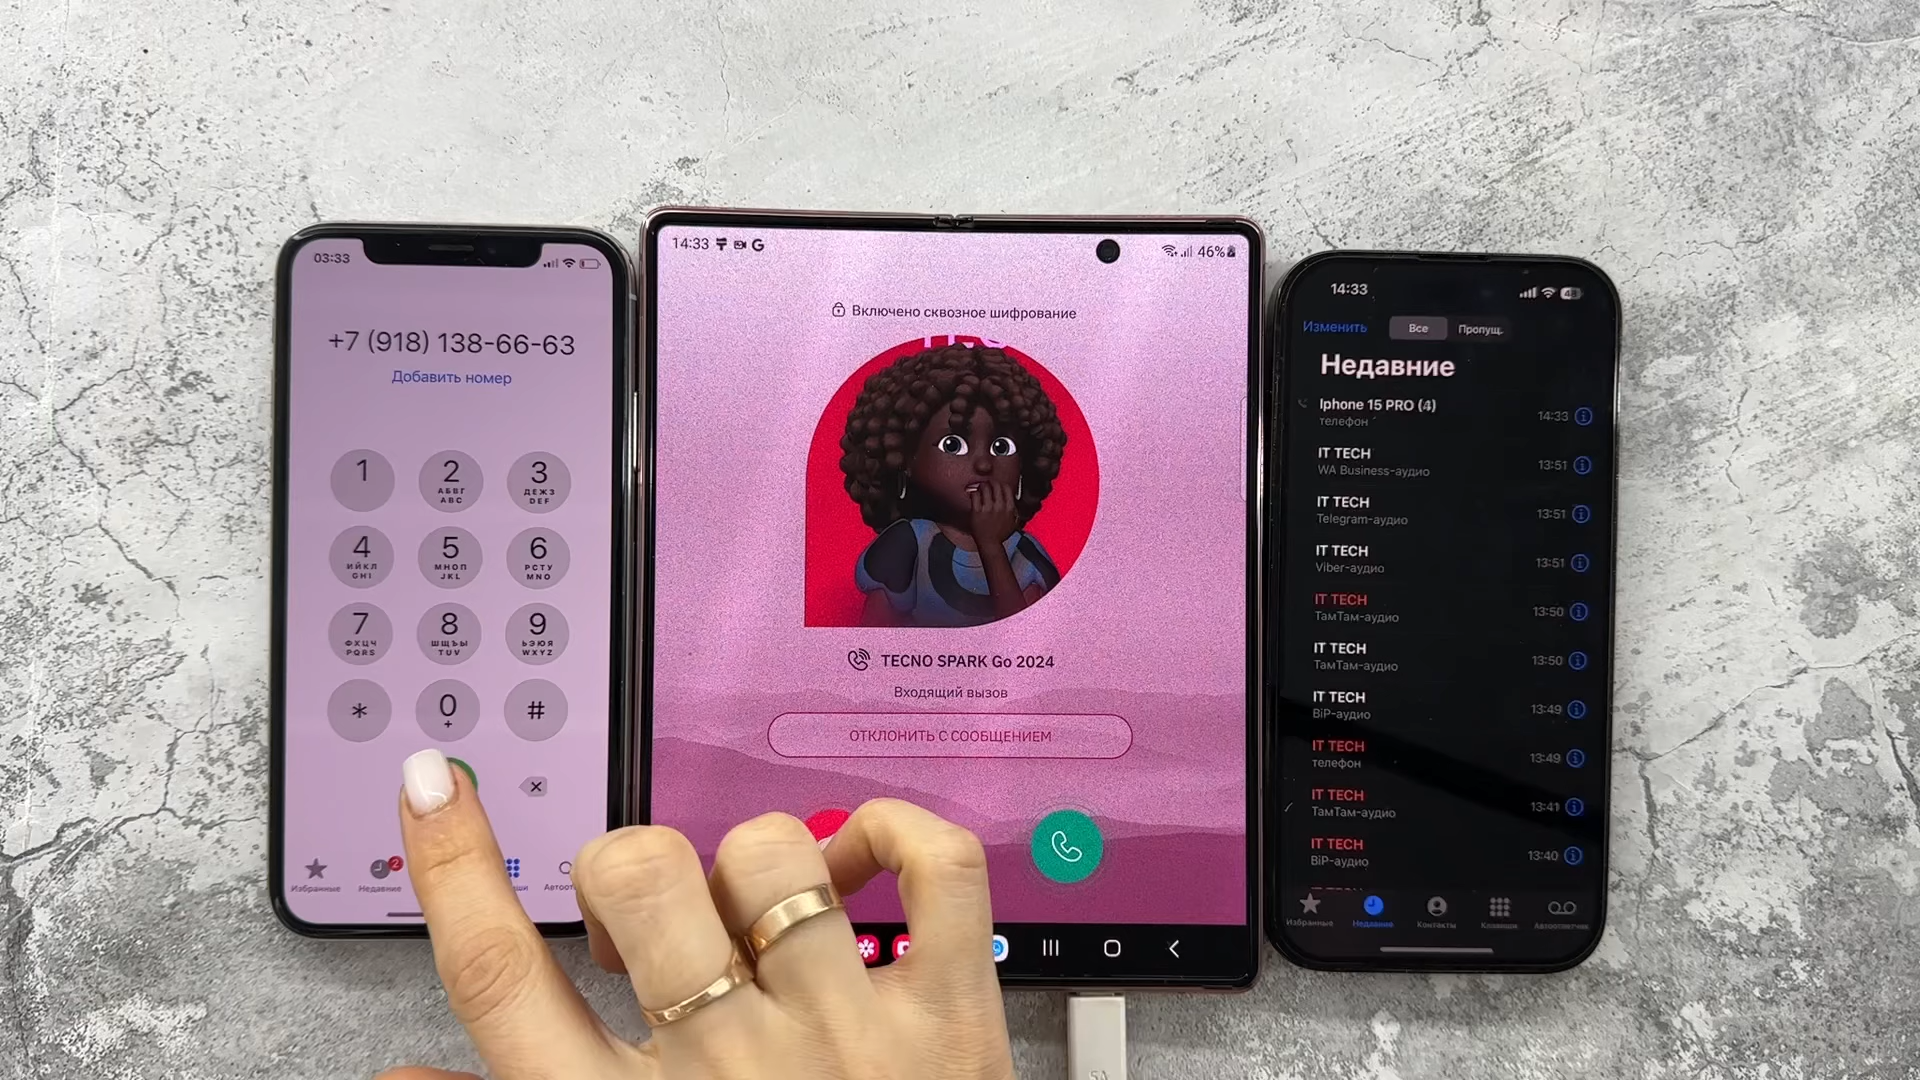 03:33
+7 (918) 138-66-63
Добавить номер
1
2
АБВГ
ABC
3
ДЕЖЗ
DEF
4
ИЙКЛ
GHI
5
МНОП
JKL
6
РСТУ
MNO
7
ФХЦЧ
PQRS
8
ШЩЪЫ
TUV
9
ЬЭЮЯ
WXYZ
*
0
+
#
2
Избранные
Недавние
14:33
46%
Включено сквозное шифрование
TECNO SPARK Go 2024
Входящий вызов
ОТКЛОНИТЬ С СООБЩЕНИЕМ
14:33
48
Изменить
Все
Пропущ.
Недавние
Iphone 15 PRO (4)
телефон
14:33
IT TECH
WA Business-аудио
13:51
IT TECH
Telegram-аудио
13:51
IT TECH
Viber-аудио
13:51
IT TECH
ТамТам-аудио
13:50
IT TECH
ТамТам-аудио
13:50
IT TECH
BiP-аудио
13:49
IT TECH
телефон
13:49
IT TECH
ТамТам-аудио
13:41
IT TECH
BiP-аудио
13:40
Избранные
Недавние
Контакты
Клавиши
Автоответчик